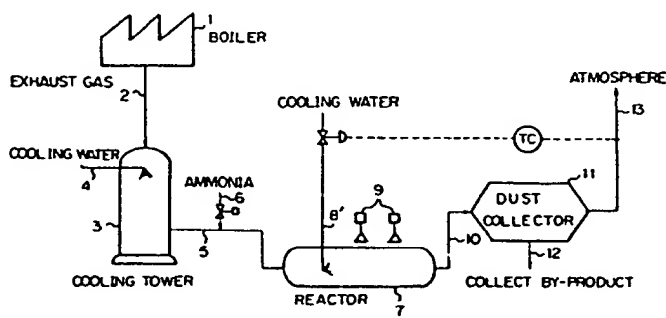 1
BOILER
EXHAUST GAS
2
ATMOSPHERE
13
COOLING WATER
TC
COOLING WATER
4
AMMONIA
6
9
11
DUST
COLLECTOR
3
8'
5
10
12
COOLING TOWER
REACTOR
7
COLLECT BY-PRODUCT